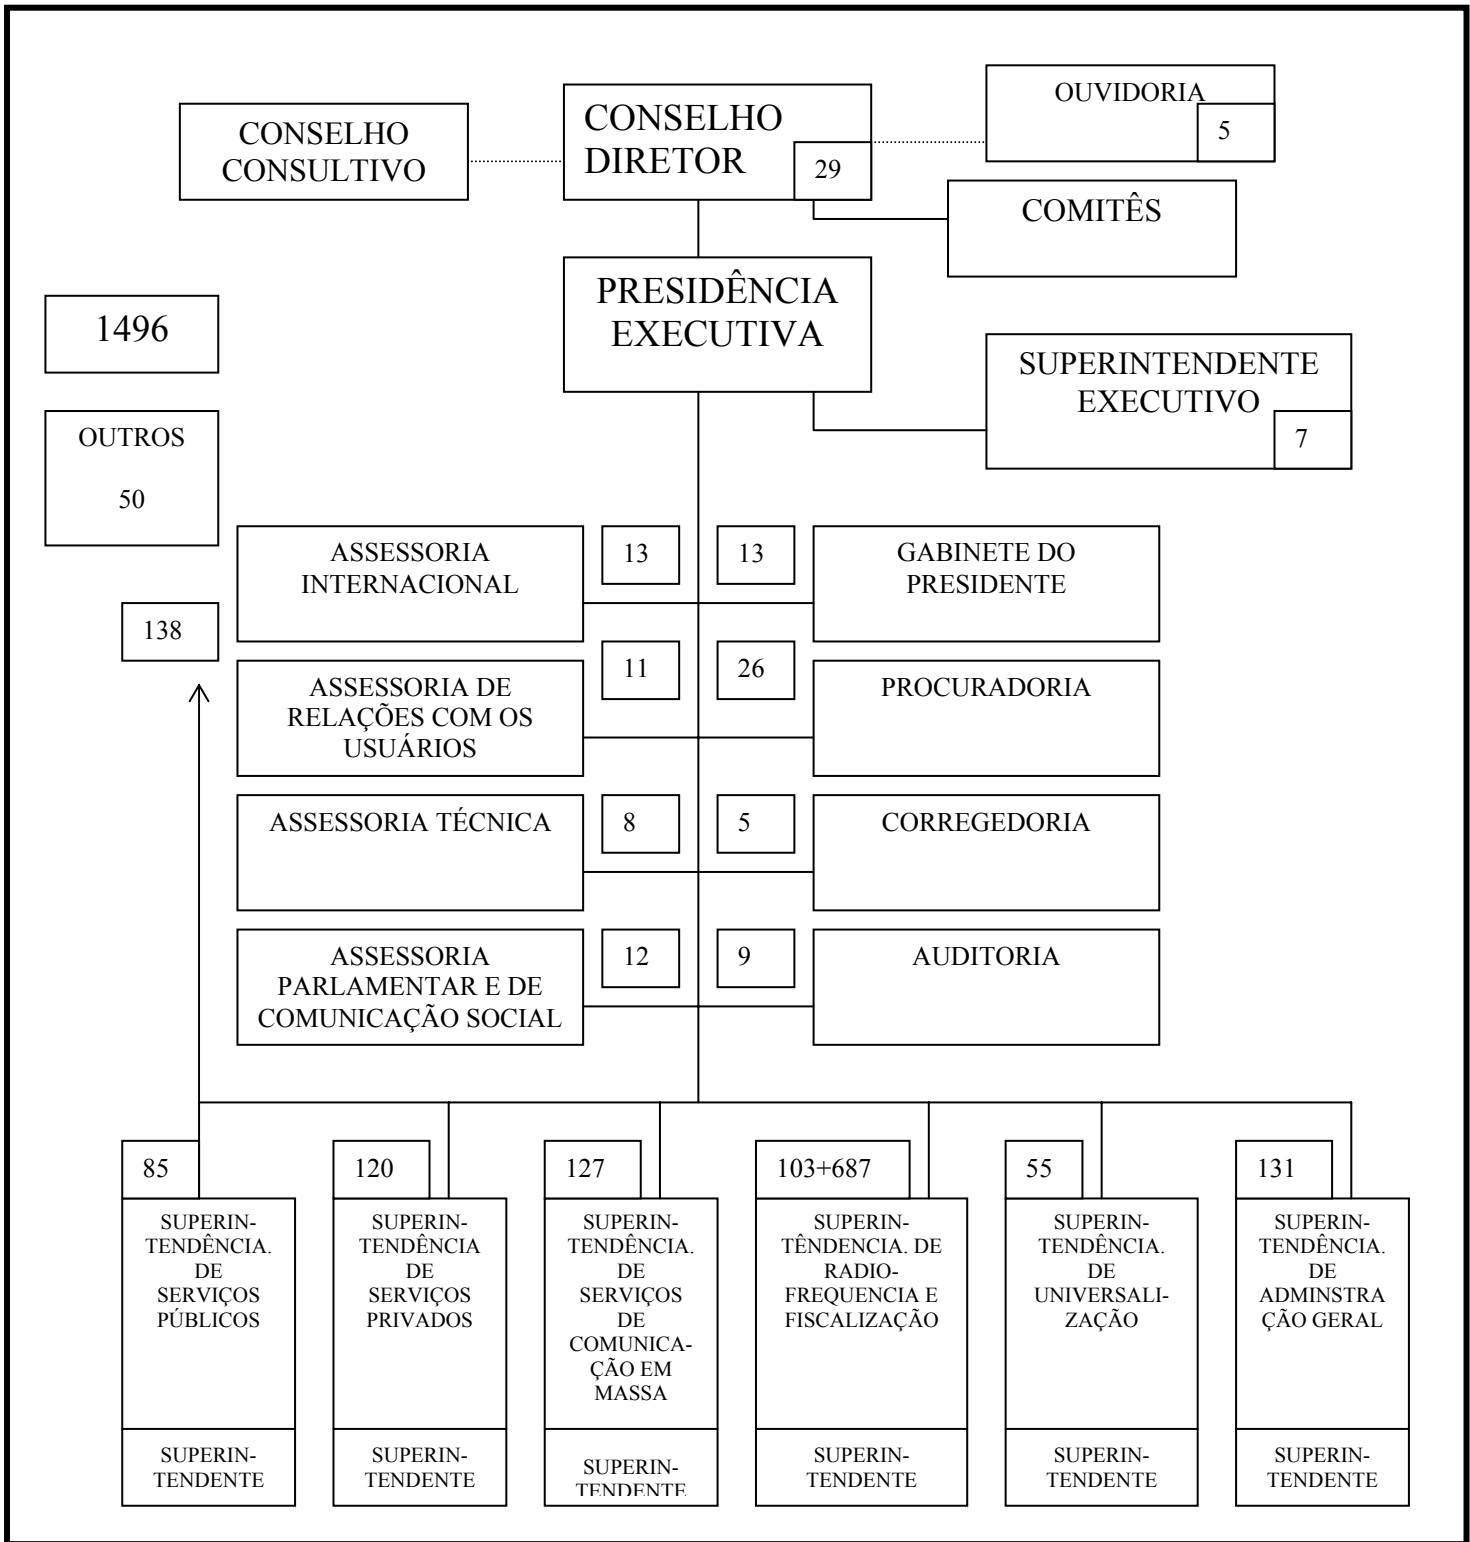 CONSELHO
CONSULTIVO
CONSELHO
DIRETOR
29
OUVIDORIA
5
COMITÊS
PRESIDÊNCIA
EXECUTIVA
1496
SUPERINTENDENTE
EXECUTIVO
7
OUTROS
50
ASSESSORIA
INTERNACIONAL
13
13
GABINETE DO
PRESIDENTE
138
ASSESSORIA DE
RELAÇÕES COM OS
USUÁRIOS
11
26
PROCURADORIA
ASSESSORIA TÉCNICA
8
5
CORREGEDORIA
ASSESSORIA
PARLAMENTAR E DE
COMUNICAÇÃO SOCIAL
12
9
AUDITORIA
85
SUPERIN-
TENDÊNCIA.
DE
SERVIÇOS
PÚBLICOS
SUPERIN-
TENDENTE
120
SUPERIN-
TENDÊNCIA
DE
SERVIÇOS
PRIVADOS
SUPERIN-
TENDENTE
127
SUPERIN-
TENDÊNCIA.
DE
SERVIÇOS
DE
COMUNICA-
ÇÃO EM
MASSA
SUPERIN-
TENDENTE
103+687
SUPERIN-
TÊNDENCIA. DE
RADIO-
FREQUENCIA E
FISCALIZAÇÃO
SUPERIN-
TENDENTE
55
SUPERIN-
TENDÊNCIA.
DE
UNIVERSALI-
ZAÇÃO
SUPERIN-
TENDENTE
131
SUPERIN-
TENDÊNCIA.
DE
ADMINSTRA
ÇÃO GERAL
SUPERIN-
TENDENTE